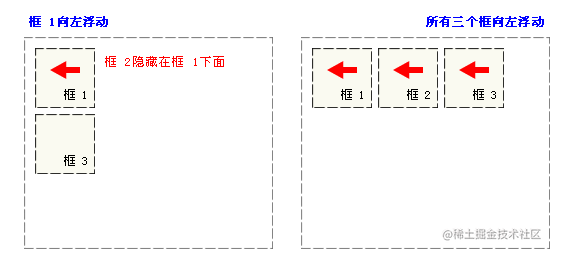 框 1向左浮动
所有三个框向左浮动
框 2隐藏在框 1下面
框 1
框 3
框 1
框 2
框 3
@稀土掘金技术社区